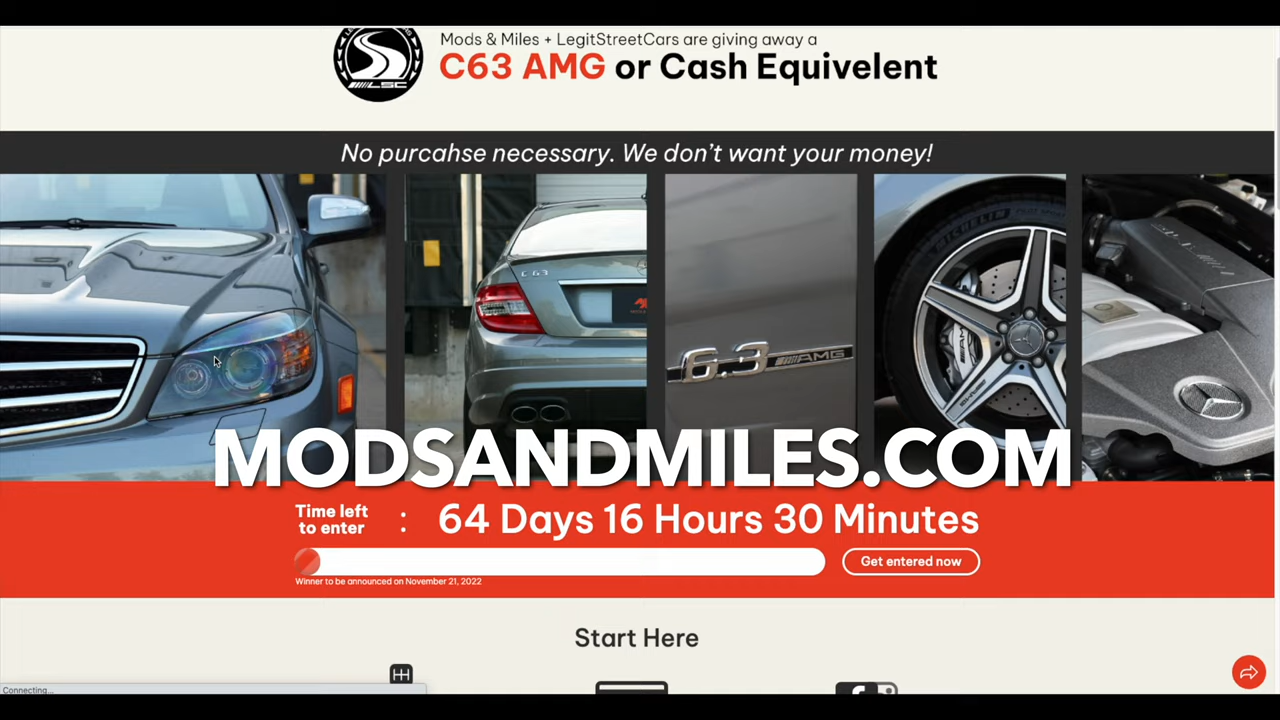 LSC
Mods & Miles + LegitStreetCars are giving away a
C63 AMG or Cash Equivelent
No purcahse necessary. We don't want your money!
C 63
MICHELIN
6.3 AMG
MODSANDMILES.COM
Time left
to enter
:
64 Days 16 Hours 30 Minutes
Get entered now
Winner to be announced on November 21, 2022
Start Here
Connecting...